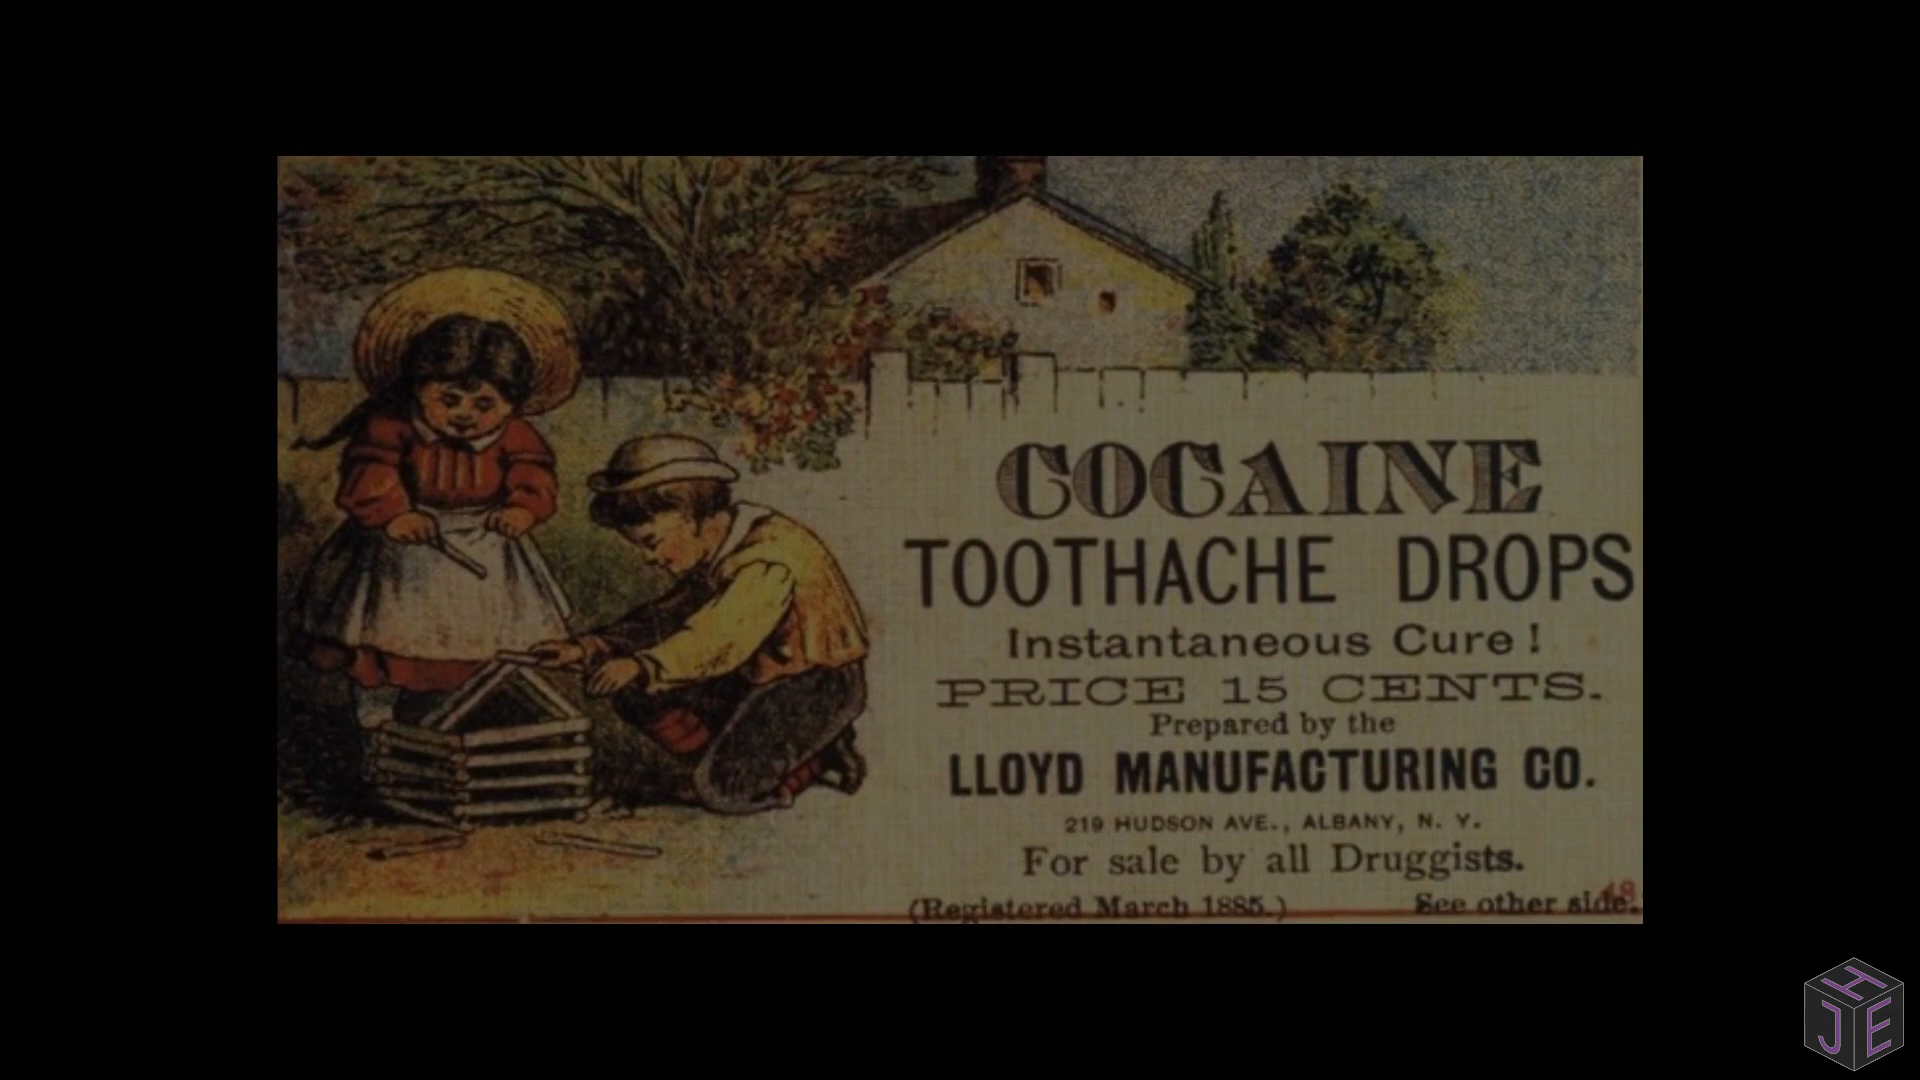 COCAINE
TOOTHACHE DROPS
Instantaneous Cure!
PRICE 15 CENTS.
Prepared by the
LLOYD MANUFACTURING CO.
219 HUDSON AVE., ALBANY, N. Y.
For sale by all Druggists.
(Registered March 1885.) See other side.
48
H
J E